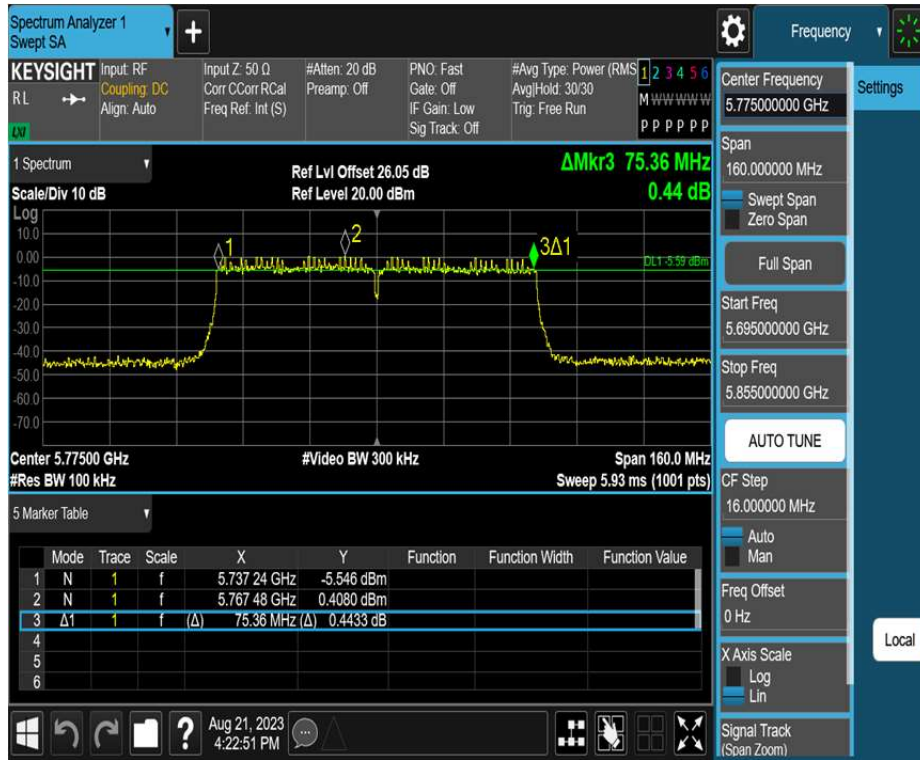 Spectrum Analyzer 1
Swept SA
+
Frequency
KEYSIGHT
RL
LXI
Input: RF
Coupling: DC
Align: Auto
Input Z: 50 Ω
Corr CCorr RCal
Freq Ref: Int (S)
#Atten: 20 dB
Preamp: Off
PNO: Fast
Gate: Off
IF Gain: Low
Sig Track: Off
#Avg Type: Power (RMS
Avg|Hold: 30/30
Trig: Free Run
1 2 3 4 5 6
M W W W W W
P P P P P P
Center Frequency
5.775000000 GHz
Settings
Span
160.000000 MHz
Swept Span
Zero Span
Full Span
Start Freq
5.695000000 GHz
Stop Freq
5.855000000 GHz
AUTO TUNE
CF Step
16.000000 MHz
Auto
Man
Freq Offset
0 Hz
X Axis Scale
Log
Lin
Signal Track
(Span Zoom)
Local
1 Spectrum
Scale/Div 10 dB
Ref Lvl Offset 26.05 dB
Ref Level 20.00 dBm
ΔMkr3 75.36 MHz
0.44 dB
Log
10.0
0.00
-10.0
-20.0
-30.0
-40.0
-50.0
-60.0
-70.0
1
2
3Δ1
DL1 -5.59 dBm
Center 5.77500 GHz
#Video BW 300 kHz
Span 160.0 MHz
#Res BW 100 kHz
Sweep 5.93 ms (1001 pts)
5 Marker Table
Mode Trace Scale X Y Function Function Width Function Value
1 N 1 f 5.737 24 GHz -5.546 dBm
2 N 1 f 5.767 48 GHz 0.4080 dBm
3 Δ1 1 f (Δ) 75.36 MHz (Δ) 0.4433 dB
4
5
6
?
Aug 21, 2023
4:22:51 PM